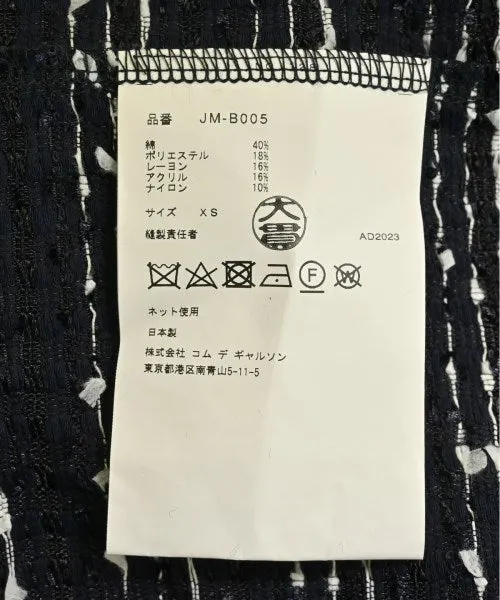 品番 JM-B005
綿 40%
ポリエステル 18%
レーヨン 16%
アクリル 16%
ナイロン 10%
サイズ XS
大貫
縫製責任者
AD2023
F
W
ネット使用
日本製
株式会社 コム デ ギャルソン
東京都港区南青山5-11-5